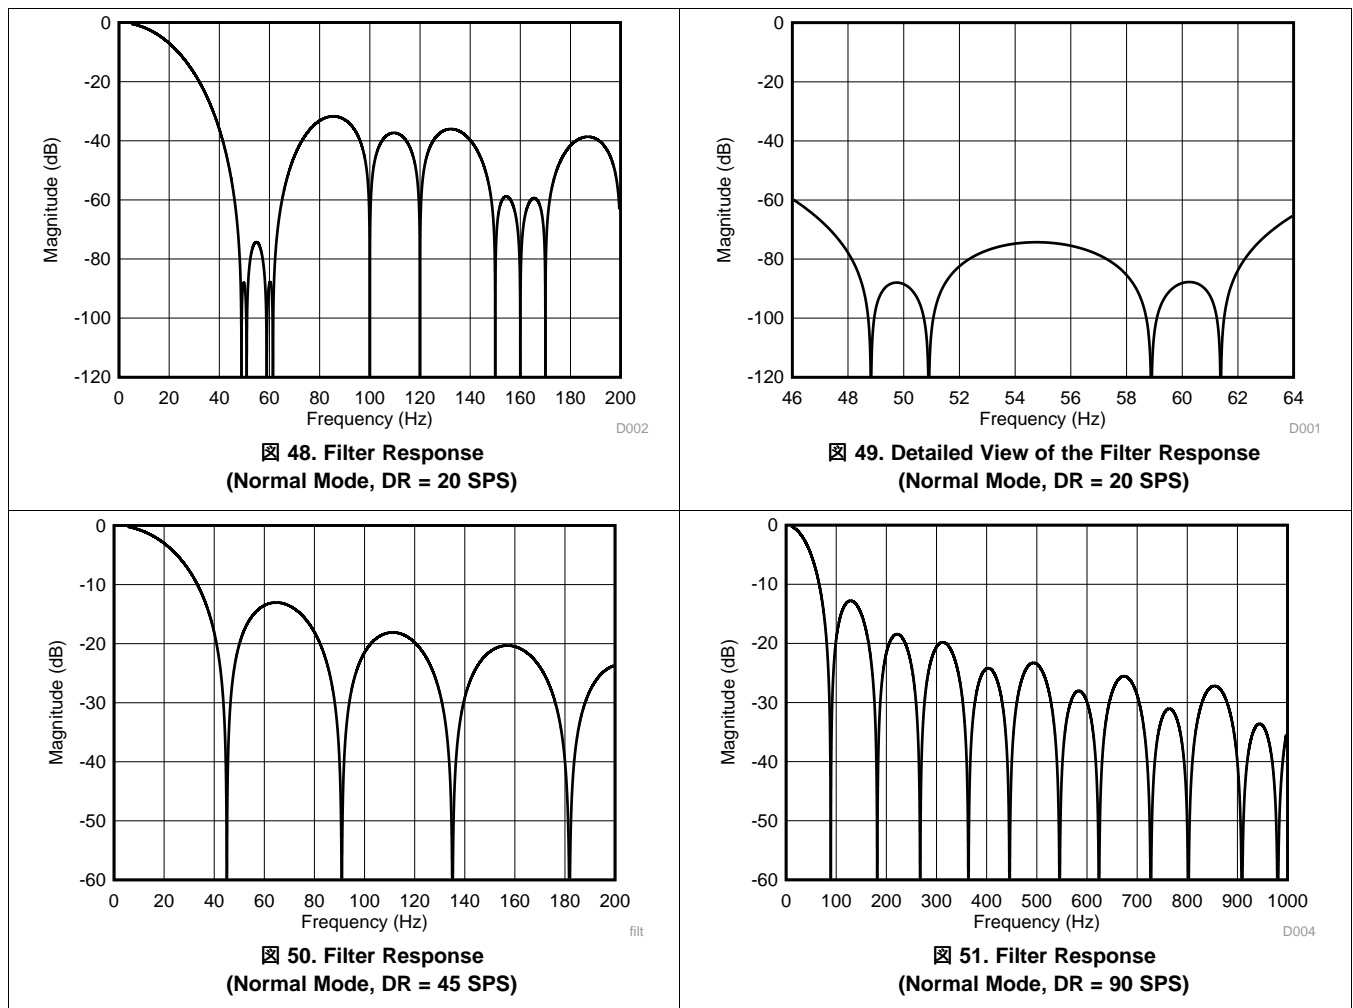 0
-20
-40
-60
-80
-100
-120
Magnitude (dB)
0 20 40 60 80 100 120 140 160 180 200
Frequency (Hz)
D002
図 48. Filter Response
(Normal Mode, DR = 20 SPS)
0
-20
-40
-60
-80
-100
-120
Magnitude (dB)
46 48 50 52 54 56 58 60 62 64
Frequency (Hz)
D001
図 49. Detailed View of the Filter Response
(Normal Mode, DR = 20 SPS)
0
-10
-20
-30
-40
-50
-60
Magnitude (dB)
0 20 40 60 80 100 120 140 160 180 200
Frequency (Hz)
filt
図 50. Filter Response
(Normal Mode, DR = 45 SPS)
0
-10
-20
-30
-40
-50
-60
Magnitude (dB)
0 100 200 300 400 500 600 700 800 900 1000
Frequency (Hz)
D004
図 51. Filter Response
(Normal Mode, DR = 90 SPS)